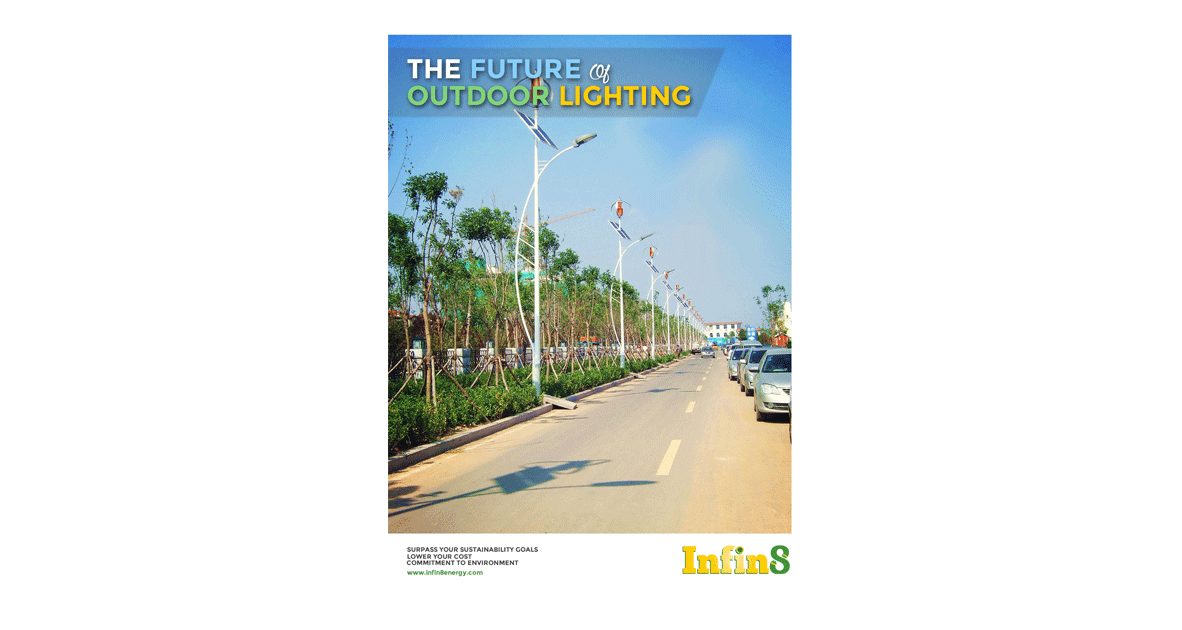 THE FUTURE Of
OUTDOOR LIGHTING
SURPASS YOUR SUSTAINABILITY GOALS
LOWER YOUR COST
COMMITMENT TO ENVIRONMENT
www.infin8energy.com
Infin8